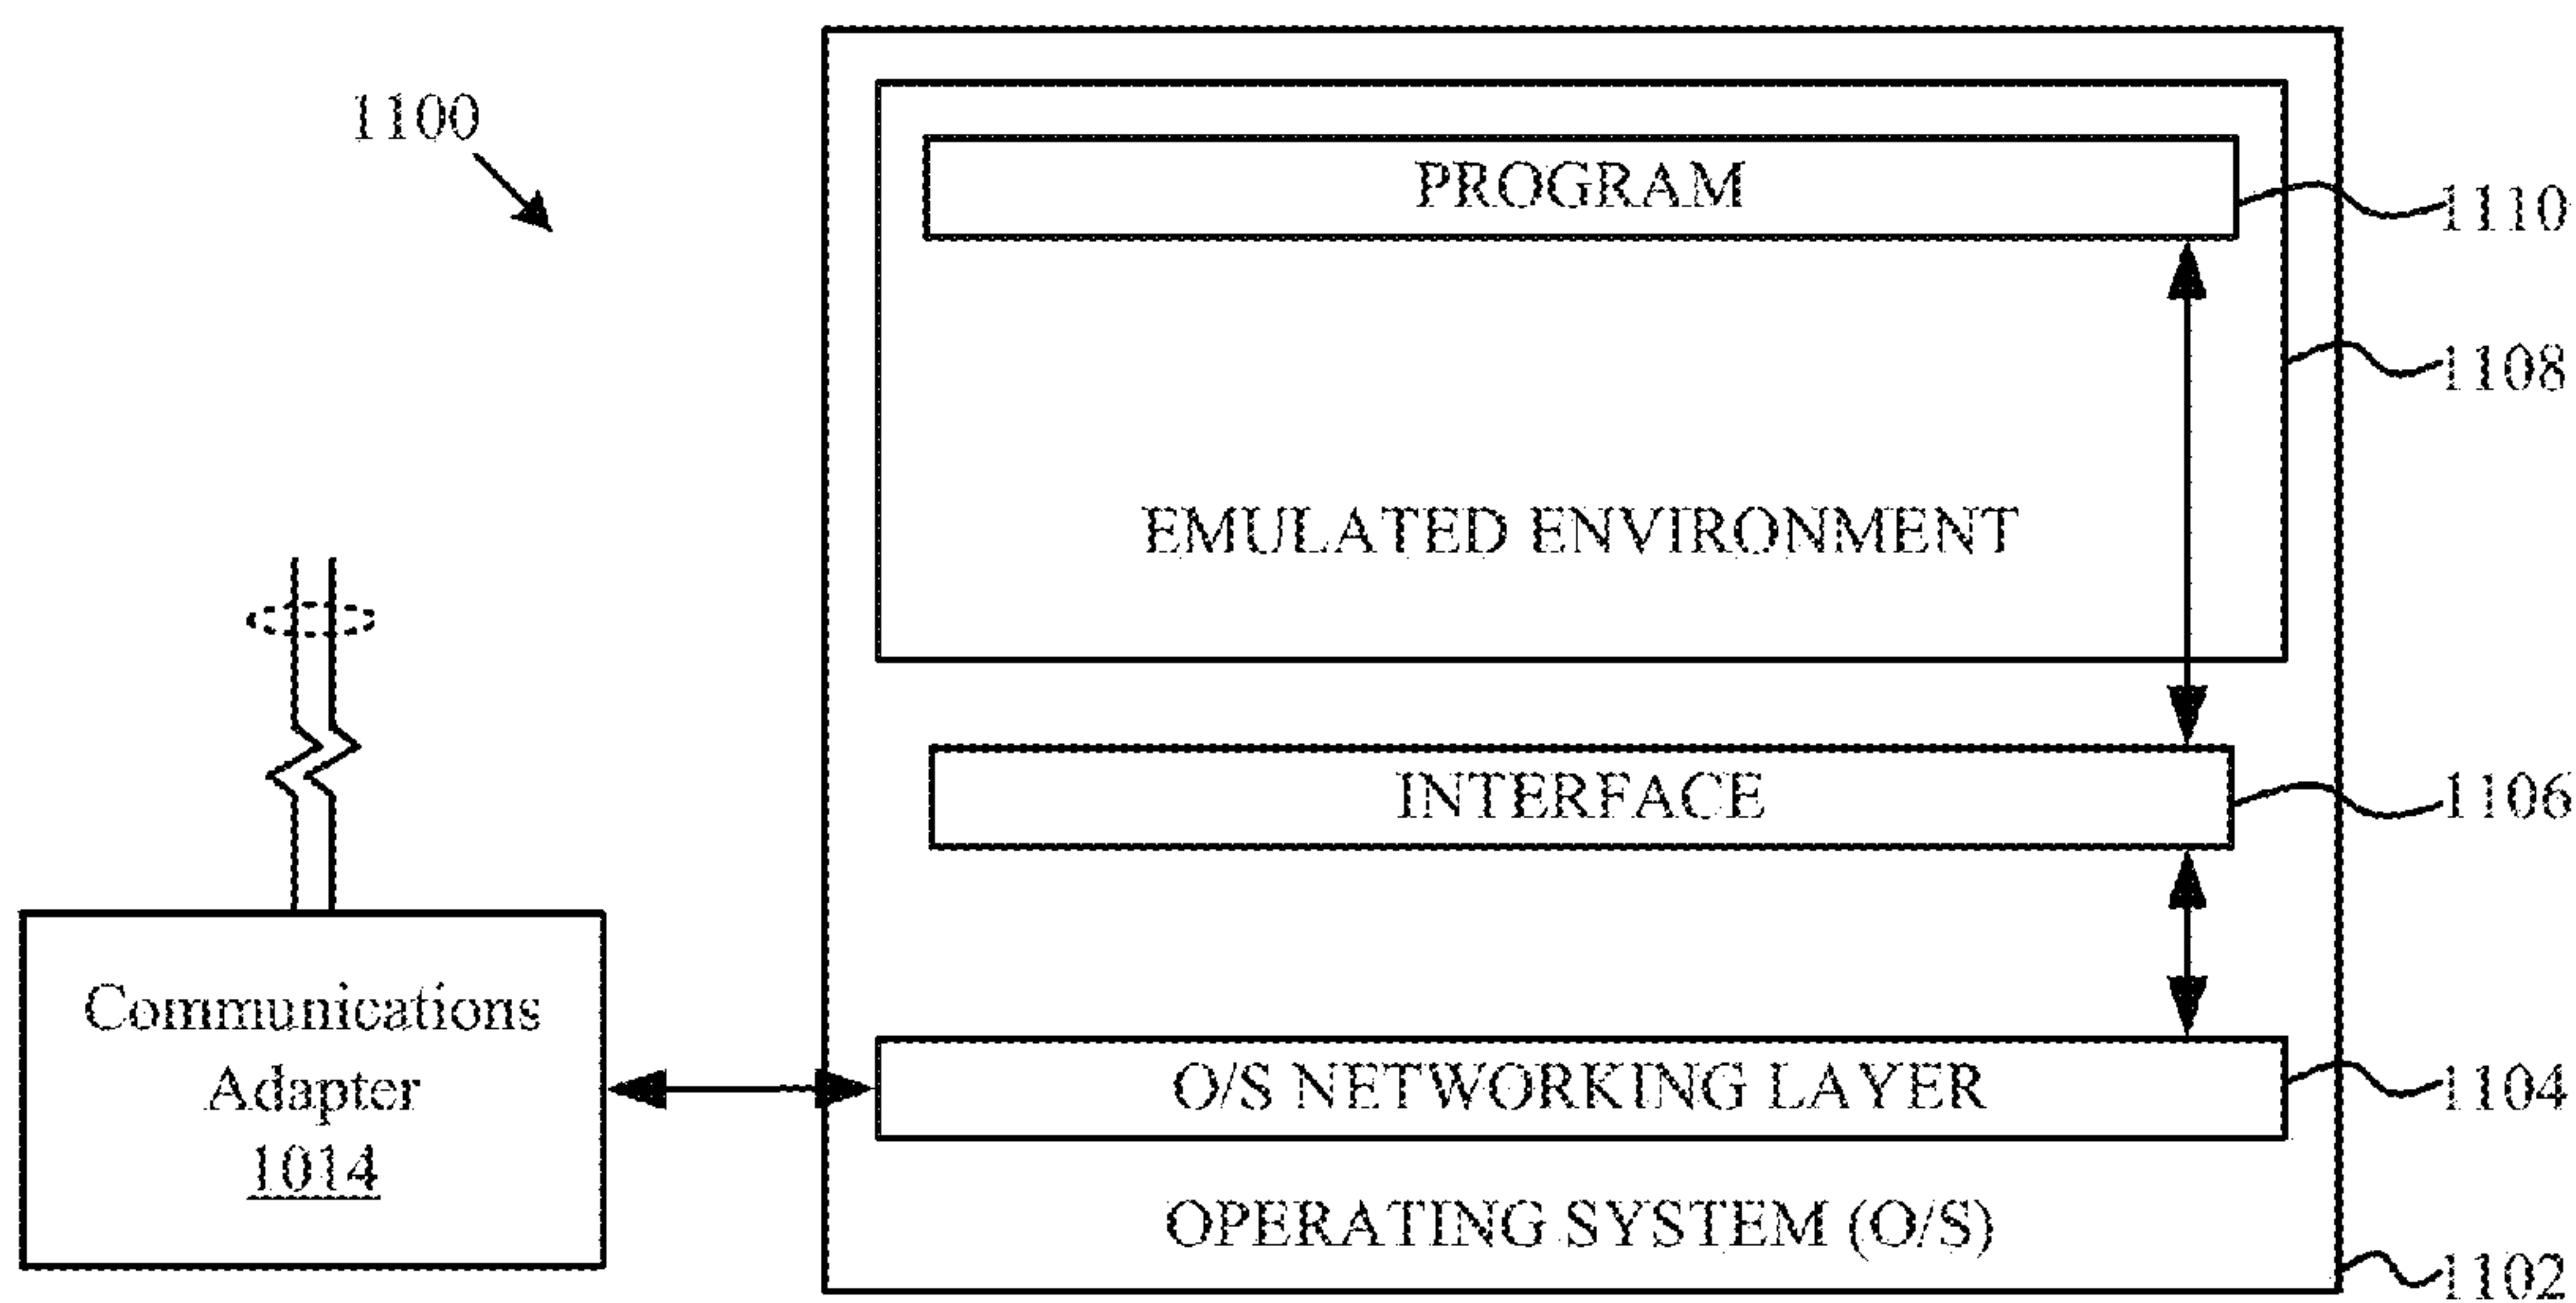 1100
PROGRAM
1110
1108
EMULATED ENVIRONMENT
INTERFACE
1106
Communications
Adapter
1014
O/S NETWORKING LAYER
1104
OPERATING SYSTEM (O/S)
1102